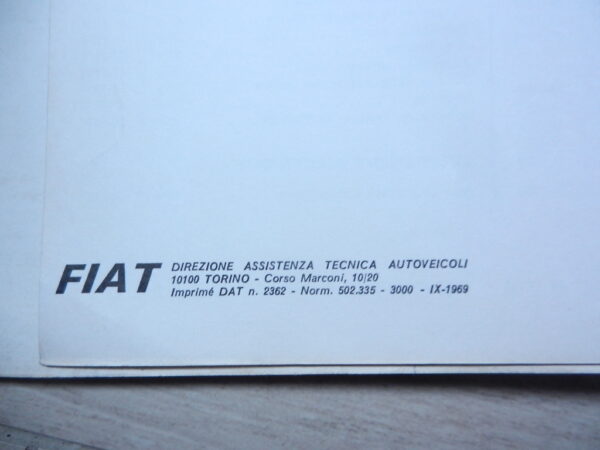 FIAT
DIREZIONE ASSISTENZA TECNICA AUTOVEICOLI
10100 TORINO - Corso Marconi, 10/20
Imprimé DAT n. 2362 - Norm. 502.335 - 3000 - IX-1969